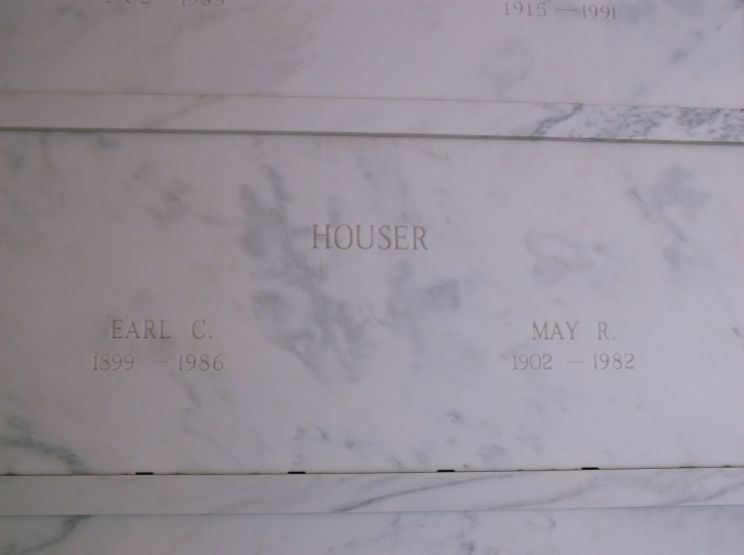 1915 — 1991
HOUSER
EARL C. MAY R.
1899 — 1986 1902 — 1982